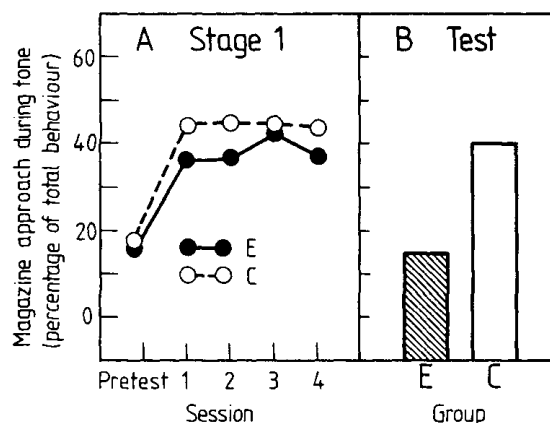 Magazine approach during tone
(percentage of total behaviour)
60
40
20
0
A Stage 1
E
C
Pretest 1 2 3 4
Session
B Test
E C
Group